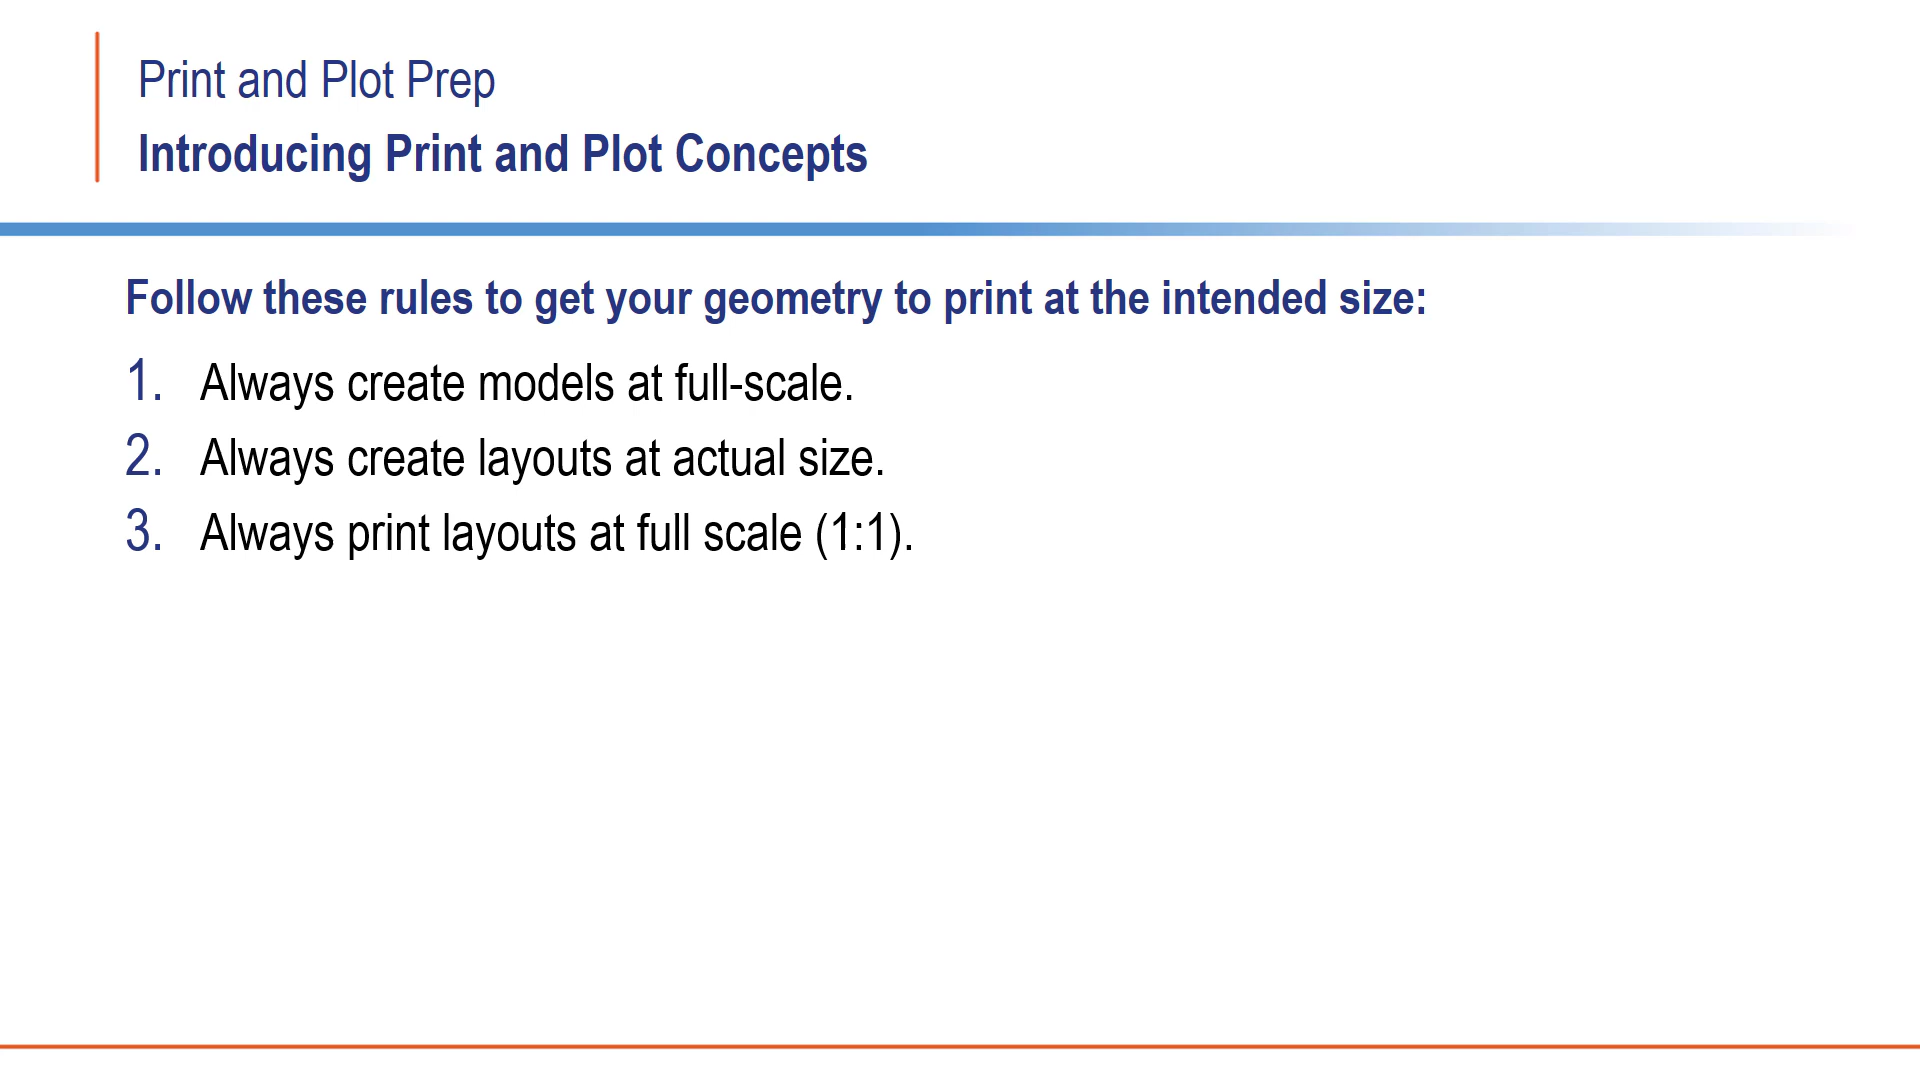 Print and Plot Prep
Introducing Print and Plot Concepts
Follow these rules to get your geometry to print at the intended size:
1. Always create models at full-scale.
2. Always create layouts at actual size.
3. Always print layouts at full scale (1:1).